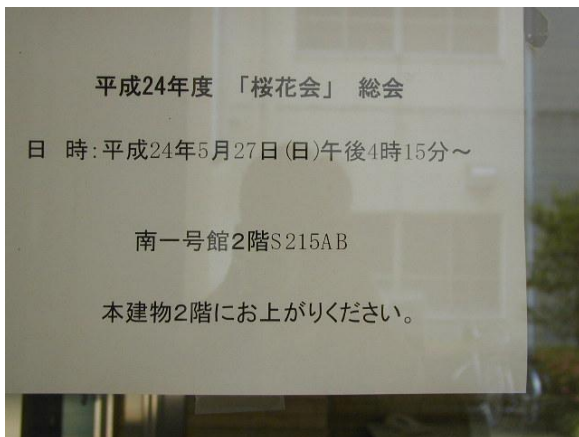 平成24年度 「桜花会」 総会
日 時:平成24年5月27日(日)午後4時15分～
南一号館２階S215AB
本建物２階にお上がりください。